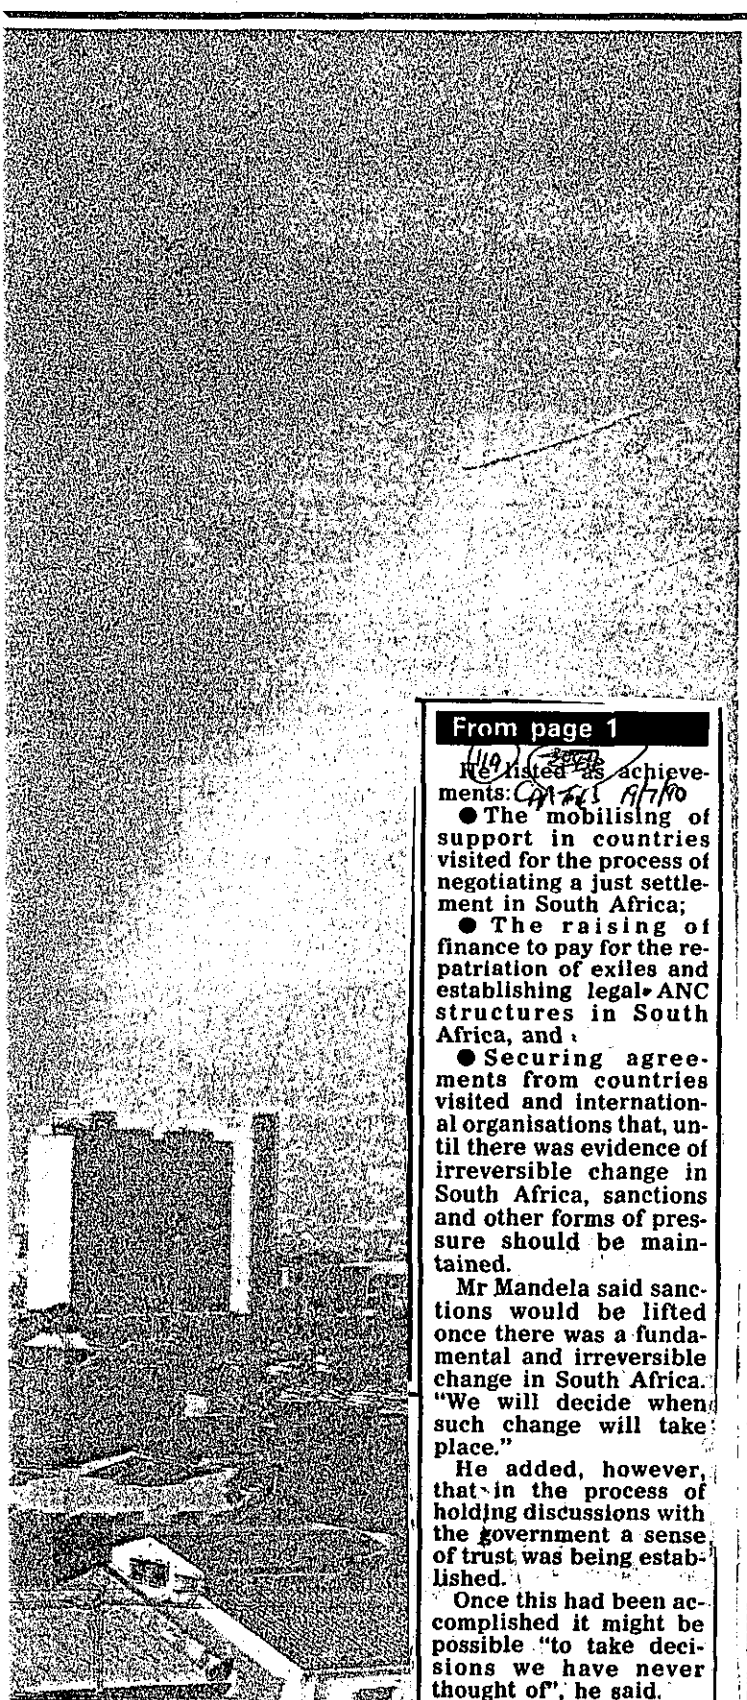 From page 1
119
He listed as achieve-
ments: CAPE TIMES 19/7/90
● The mobilising of
support in countries
visited for the process of
negotiating a just settle-
ment in South Africa;
● The raising of
finance to pay for the re-
patriation of exiles and
establishing legal ANC
structures in South
Africa, and
● Securing agree-
ments from countries
visited and internation-
al organisations that, un-
til there was evidence of
irreversible change in
South Africa, sanctions
and other forms of pres-
sure should be main-
tained.
Mr Mandela said sanc-
tions would be lifted
once there was a funda-
mental and irreversible
change in South Africa.
"We will decide when
such change will take
place."
He added, however,
that in the process of
holding discussions with
the government a sense
of trust was being estab-
lished.
Once this had been ac-
complished it might be
possible "to take deci-
sions we have never
thought of", he said.